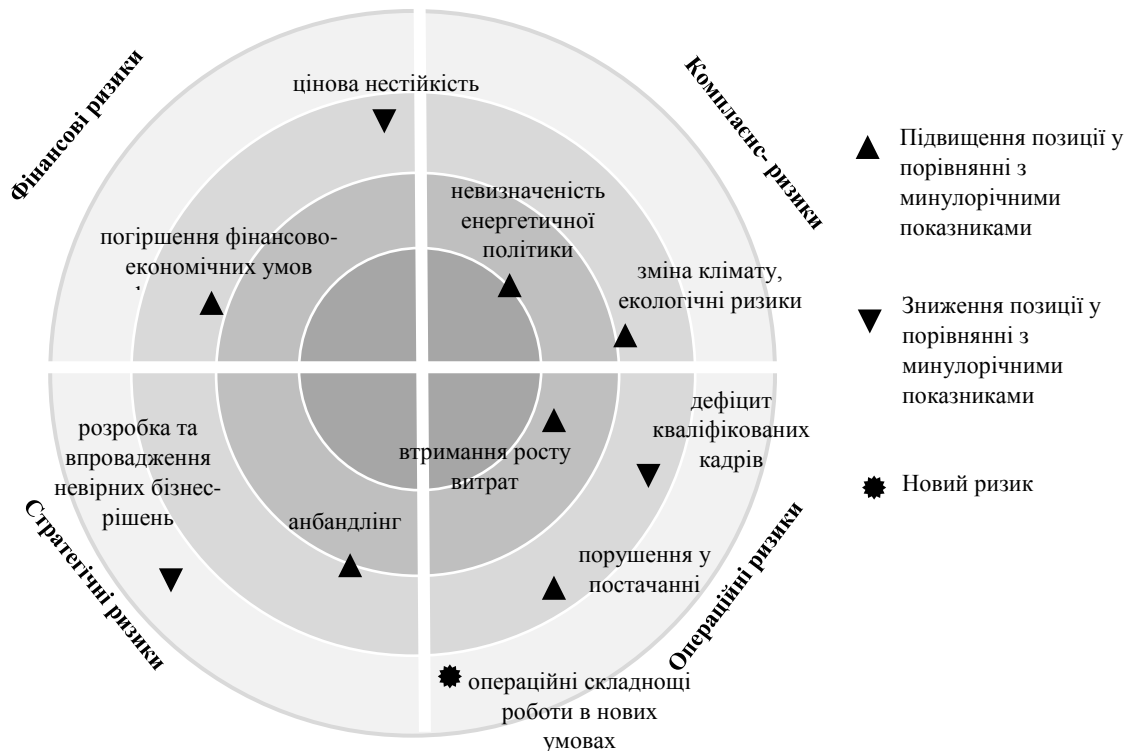 Фінансові ризики
цінова нестійкість
погіршення фінансово-
економічних умов
Комплаєнс- ризики
невизначеність
енергетичної
політики
зміна клімату,
екологічні ризики
розробка та
впровадження
невірних бізнес-
рішень
анбандлінг
Стратегічні ризики
втримання росту
витрат
дефіцит
кваліфікованих
кадрів
порушення у
постачанні
операційні складнощі
роботи в нових
умовах
Операційні ризики
Підвищення позиції у
порівнянні з
минулорічними
показниками
Зниження позиції у
порівнянні з
минулорічними
показниками
Новий ризик